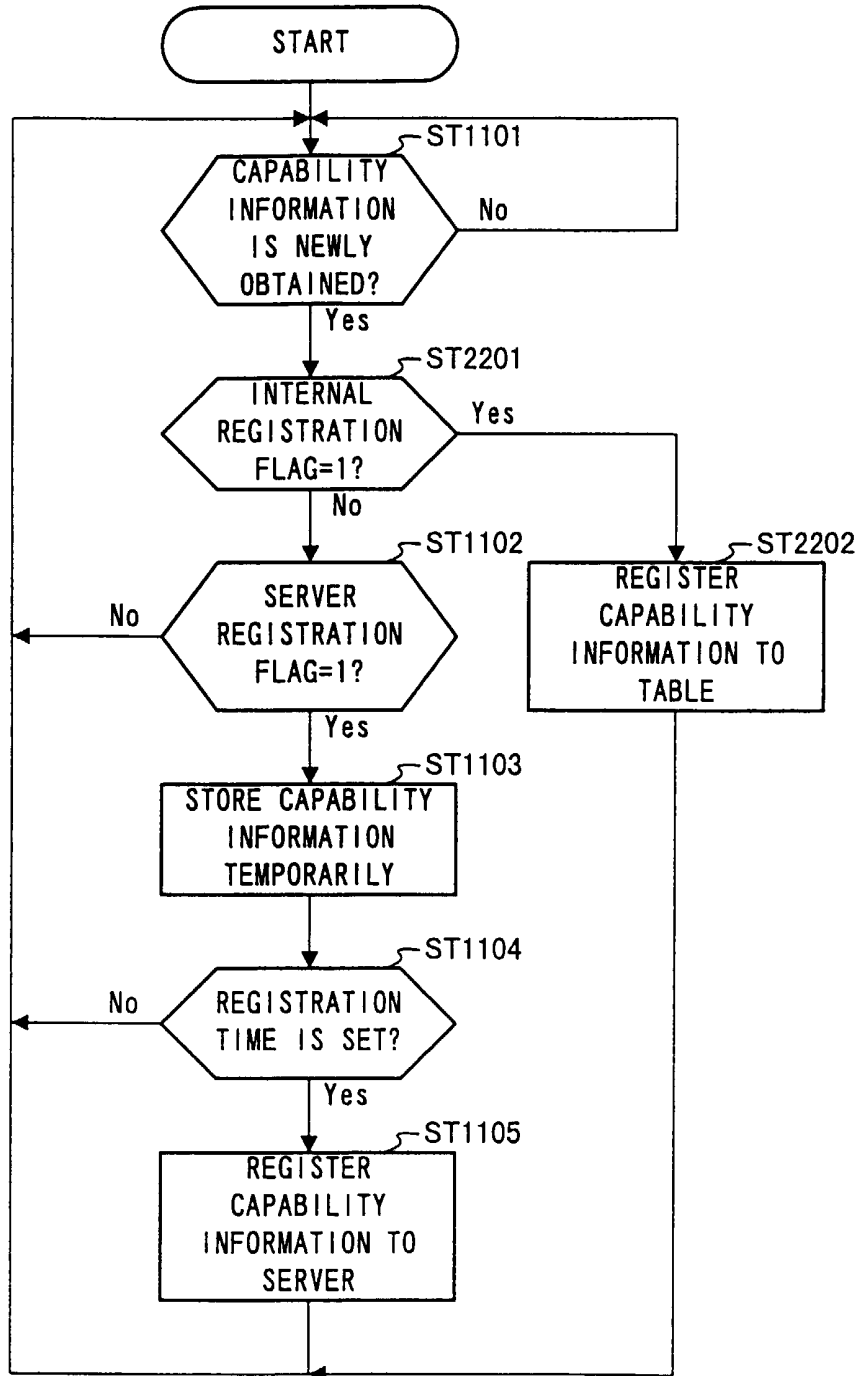 START
ST1101
CAPABILITY
INFORMATION
IS NEWLY
OBTAINED?
No
Yes
ST2201
INTERNAL
REGISTRATION
FLAG=1?
Yes
No
ST1102
ST2202
SERVER
REGISTRATION
FLAG=1?
No
Yes
REGISTER
CAPABILITY
INFORMATION TO
TABLE
ST1103
STORE CAPABILITY
INFORMATION
TEMPORARILY
ST1104
REGISTRATION
TIME IS SET?
No
Yes
ST1105
REGISTER
CAPABILITY
INFORMATION TO
SERVER